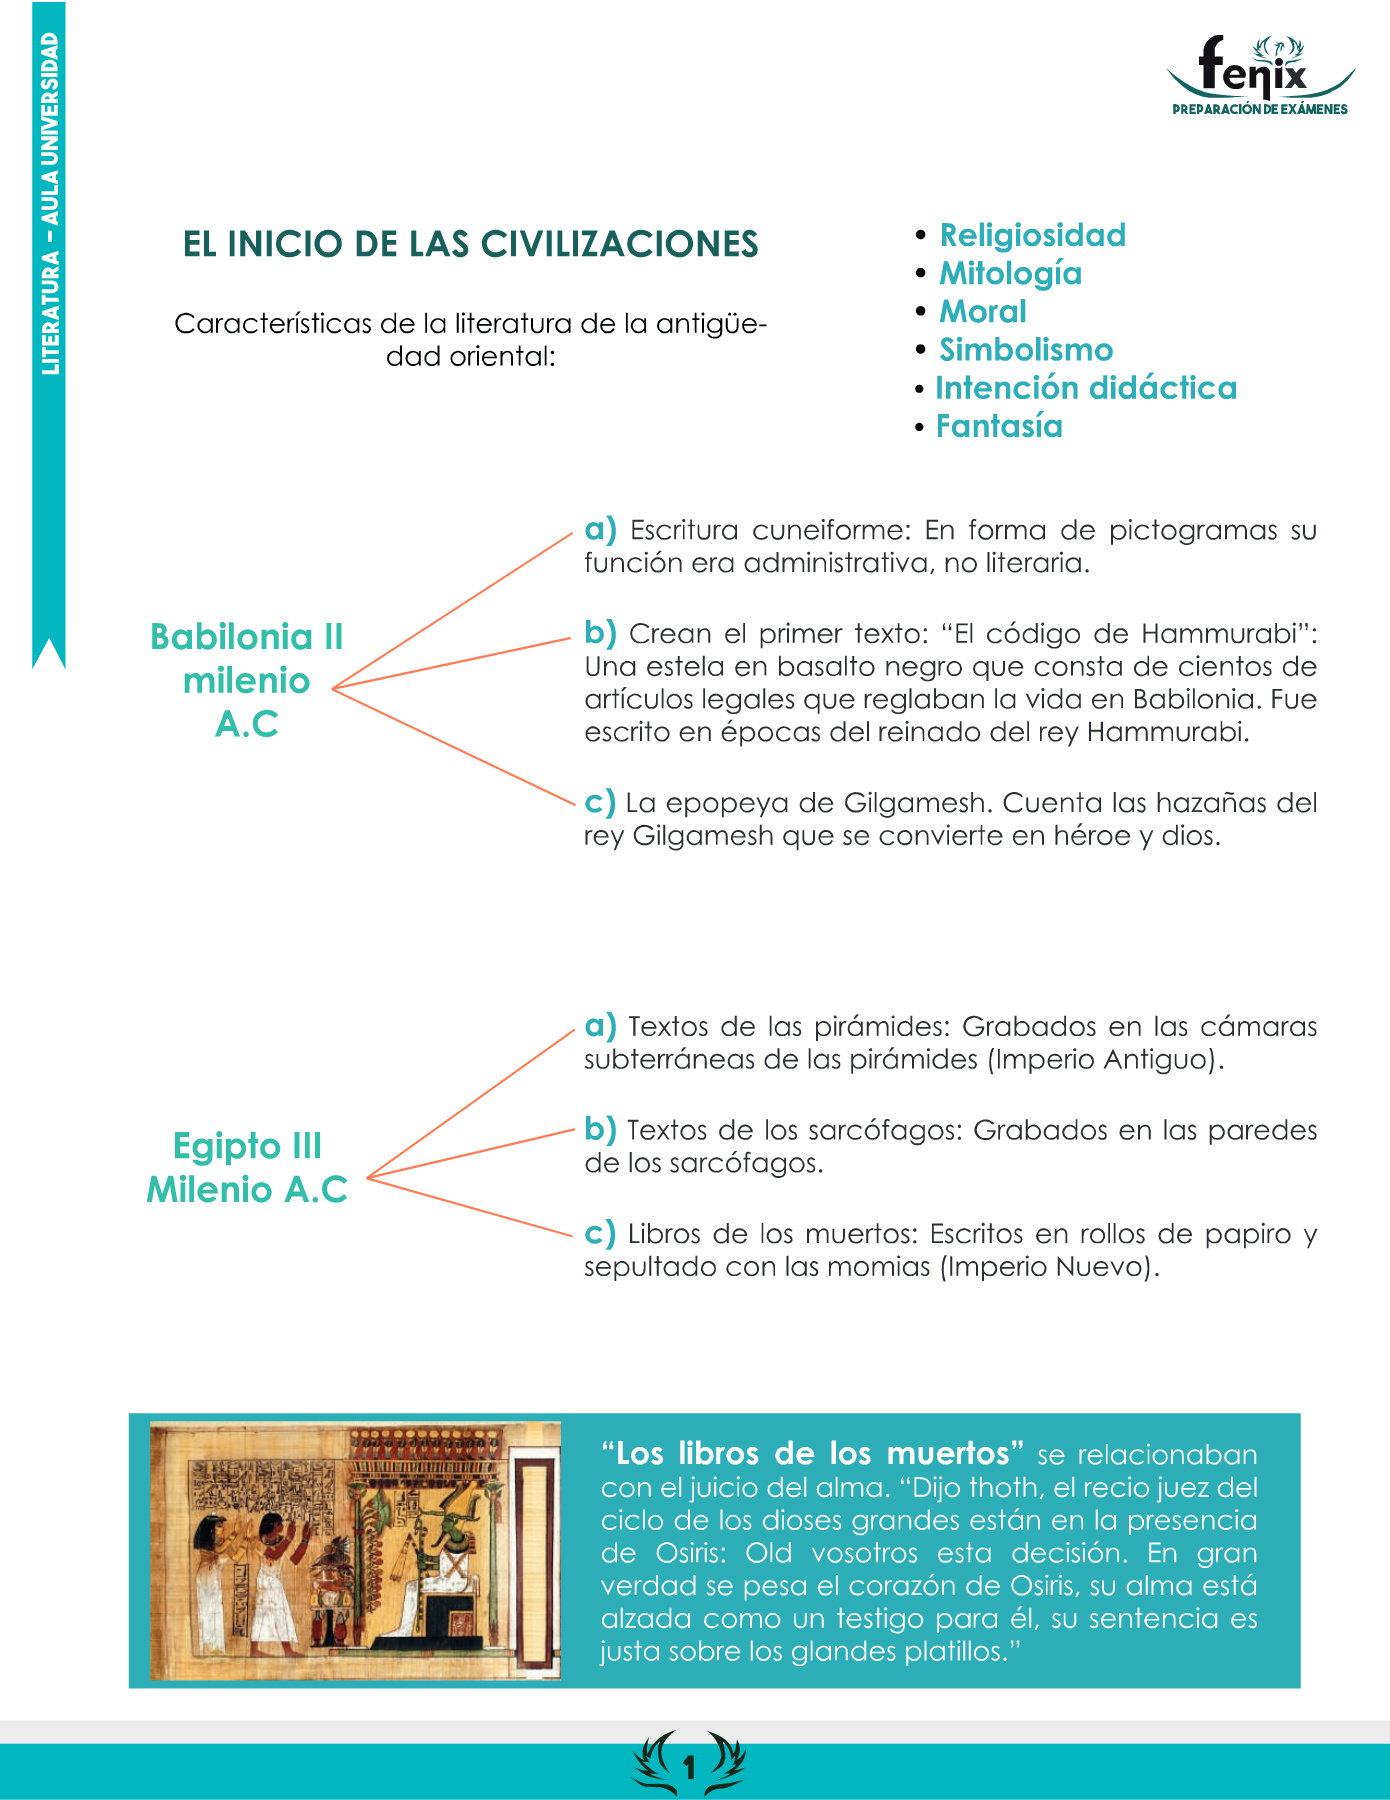 LITERATURA - AULA UNIVERSIDAD
fenix
PREPARACIÓN DE EXÁMENES
EL INICIO DE LAS CIVILIZACIONES
Características de la literatura de la antigüe-
dad oriental:
• Religiosidad
• Mitología
• Moral
• Simbolismo
• Intención didáctica
• Fantasía
Babilonia II
milenio
A.C
a) Escritura cuneiforme: En forma de pictogramas su
función era administrativa, no literaria.
b) Crean el primer texto: “El código de Hammurabi”:
Una estela en basalto negro que consta de cientos de
artículos legales que reglaban la vida en Babilonia. Fue
escrito en épocas del reinado del rey Hammurabi.
c) La epopeya de Gilgamesh. Cuenta las hazañas del
rey Gilgamesh que se convierte en héroe y dios.
Egipto III
Milenio A.C
a) Textos de las pirámides: Grabados en las cámaras
subterráneas de las pirámides (Imperio Antiguo).
b) Textos de los sarcófagos: Grabados en las paredes
de los sarcófagos.
c) Libros de los muertos: Escritos en rollos de papiro y
sepultado con las momias (Imperio Nuevo).
“Los libros de los muertos” se relacionaban
con el juicio del alma. “Dijo thoth, el recio juez del
ciclo de los dioses grandes están en la presencia
de Osiris: Old vosotros esta decisión. En gran
verdad se pesa el corazón de Osiris, su alma está
alzada como un testigo para él, su sentencia es
justa sobre los glandes platillos.”
1